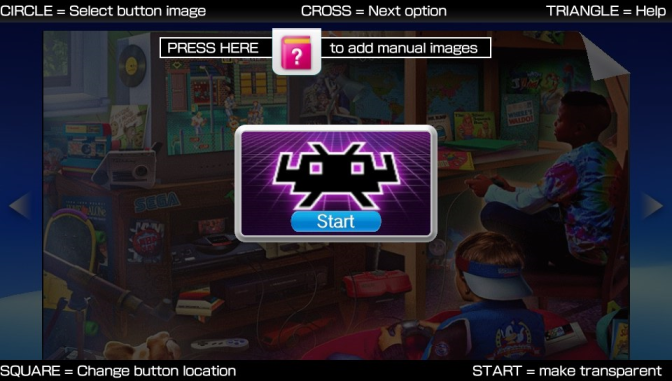 CIRCLE = Select button image
CROSS = Next option
TRIANGLE = Help
PRESS HERE
?
to add manual images
SEGA
Start
SQUARE = Change button location
START = make transparent